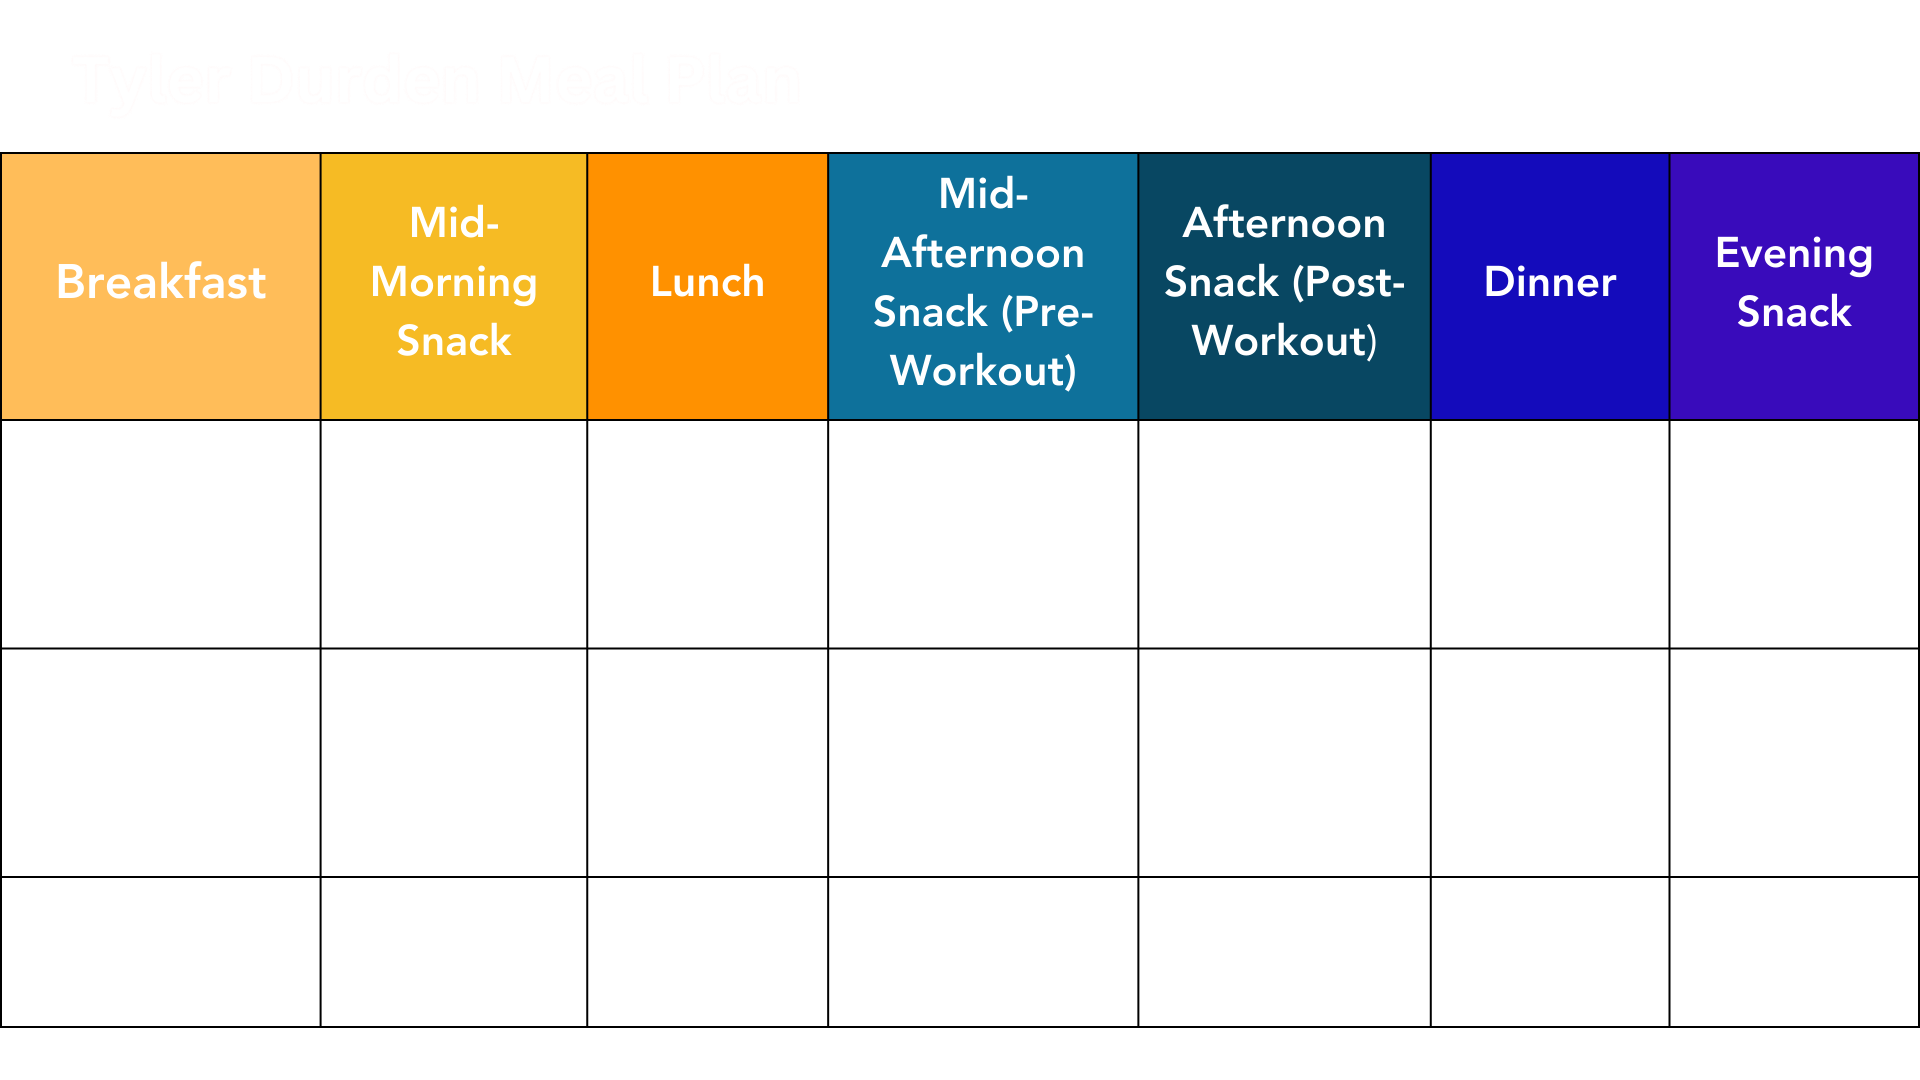 Tyler Durden Meal Plan
Breakfast
Mid-
Morning
Snack
Lunch
Mid-
Afternoon
Snack (Pre-
Workout)
Afternoon
Snack (Post-
Workout)
Dinner
Evening
Snack